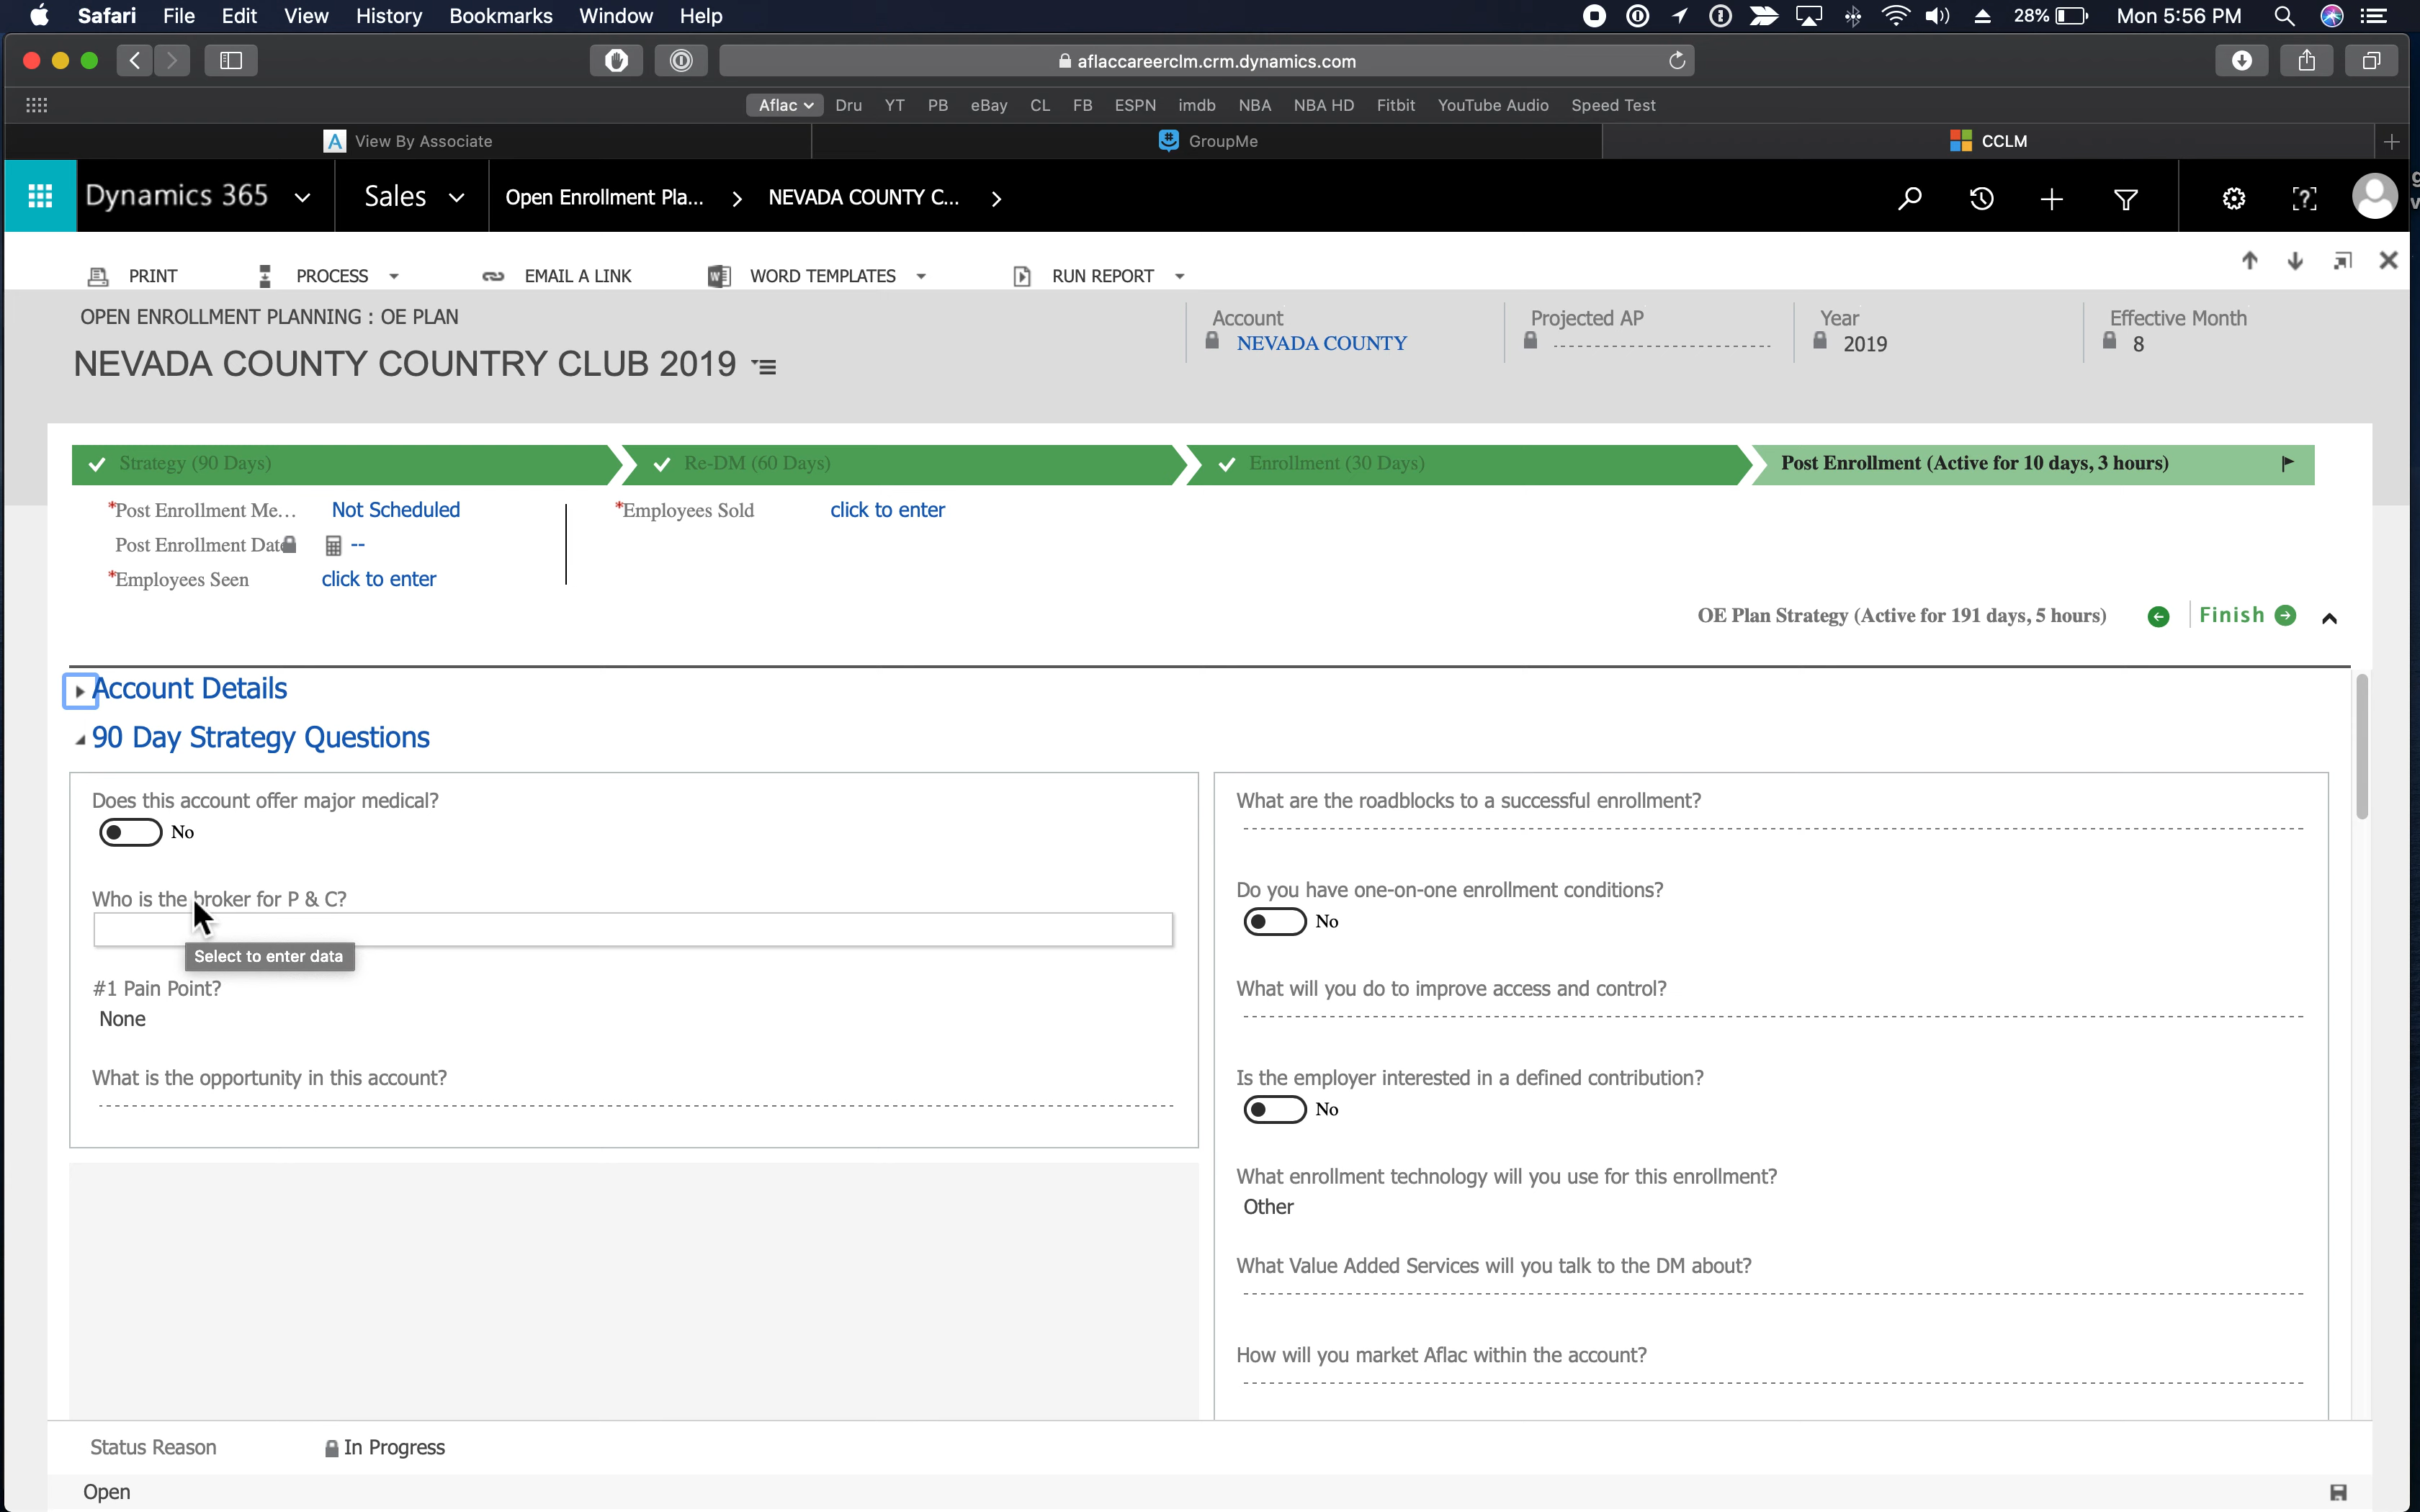 Safari File Edit View History Bookmarks Window Help 28% Mon 5:56 PM
aflaccareerclm.crm.dynamics.com
Aflac Dru YT PB eBay CL FB ESPN imdb NBA NBA HD Fitbit YouTube Audio Speed Test
View By Associate GroupMe CCLM
Dynamics 365 Sales Open Enrollment Pla... > NEVADA COUNTY C... >
PRINT PROCESS EMAIL A LINK WORD TEMPLATES RUN REPORT
OPEN ENROLLMENT PLANNING : OE PLAN
NEVADA COUNTY COUNTRY CLUB 2019
Account Projected AP Year Effective Month
NEVADA COUNTY 2019 8
Strategy (90 Days) Re-DM (60 Days) Enrollment (30 Days) Post Enrollment (Active for 10 days, 3 hours)
*Post Enrollment Me... Not Scheduled *Employees Sold click to enter
Post Enrollment Date --
*Employees Seen click to enter
OE Plan Strategy (Active for 191 days, 5 hours) Finish
Account Details
90 Day Strategy Questions
Does this account offer major medical?
No
Who is the broker for P & C?
Select to enter data
#1 Pain Point?
None
What is the opportunity in this account?
What are the roadblocks to a successful enrollment?
Do you have one-on-one enrollment conditions?
No
What will you do to improve access and control?
Is the employer interested in a defined contribution?
No
What enrollment technology will you use for this enrollment?
Other
What Value Added Services will you talk to the DM about?
How will you market Aflac within the account?
Status Reason In Progress
Open